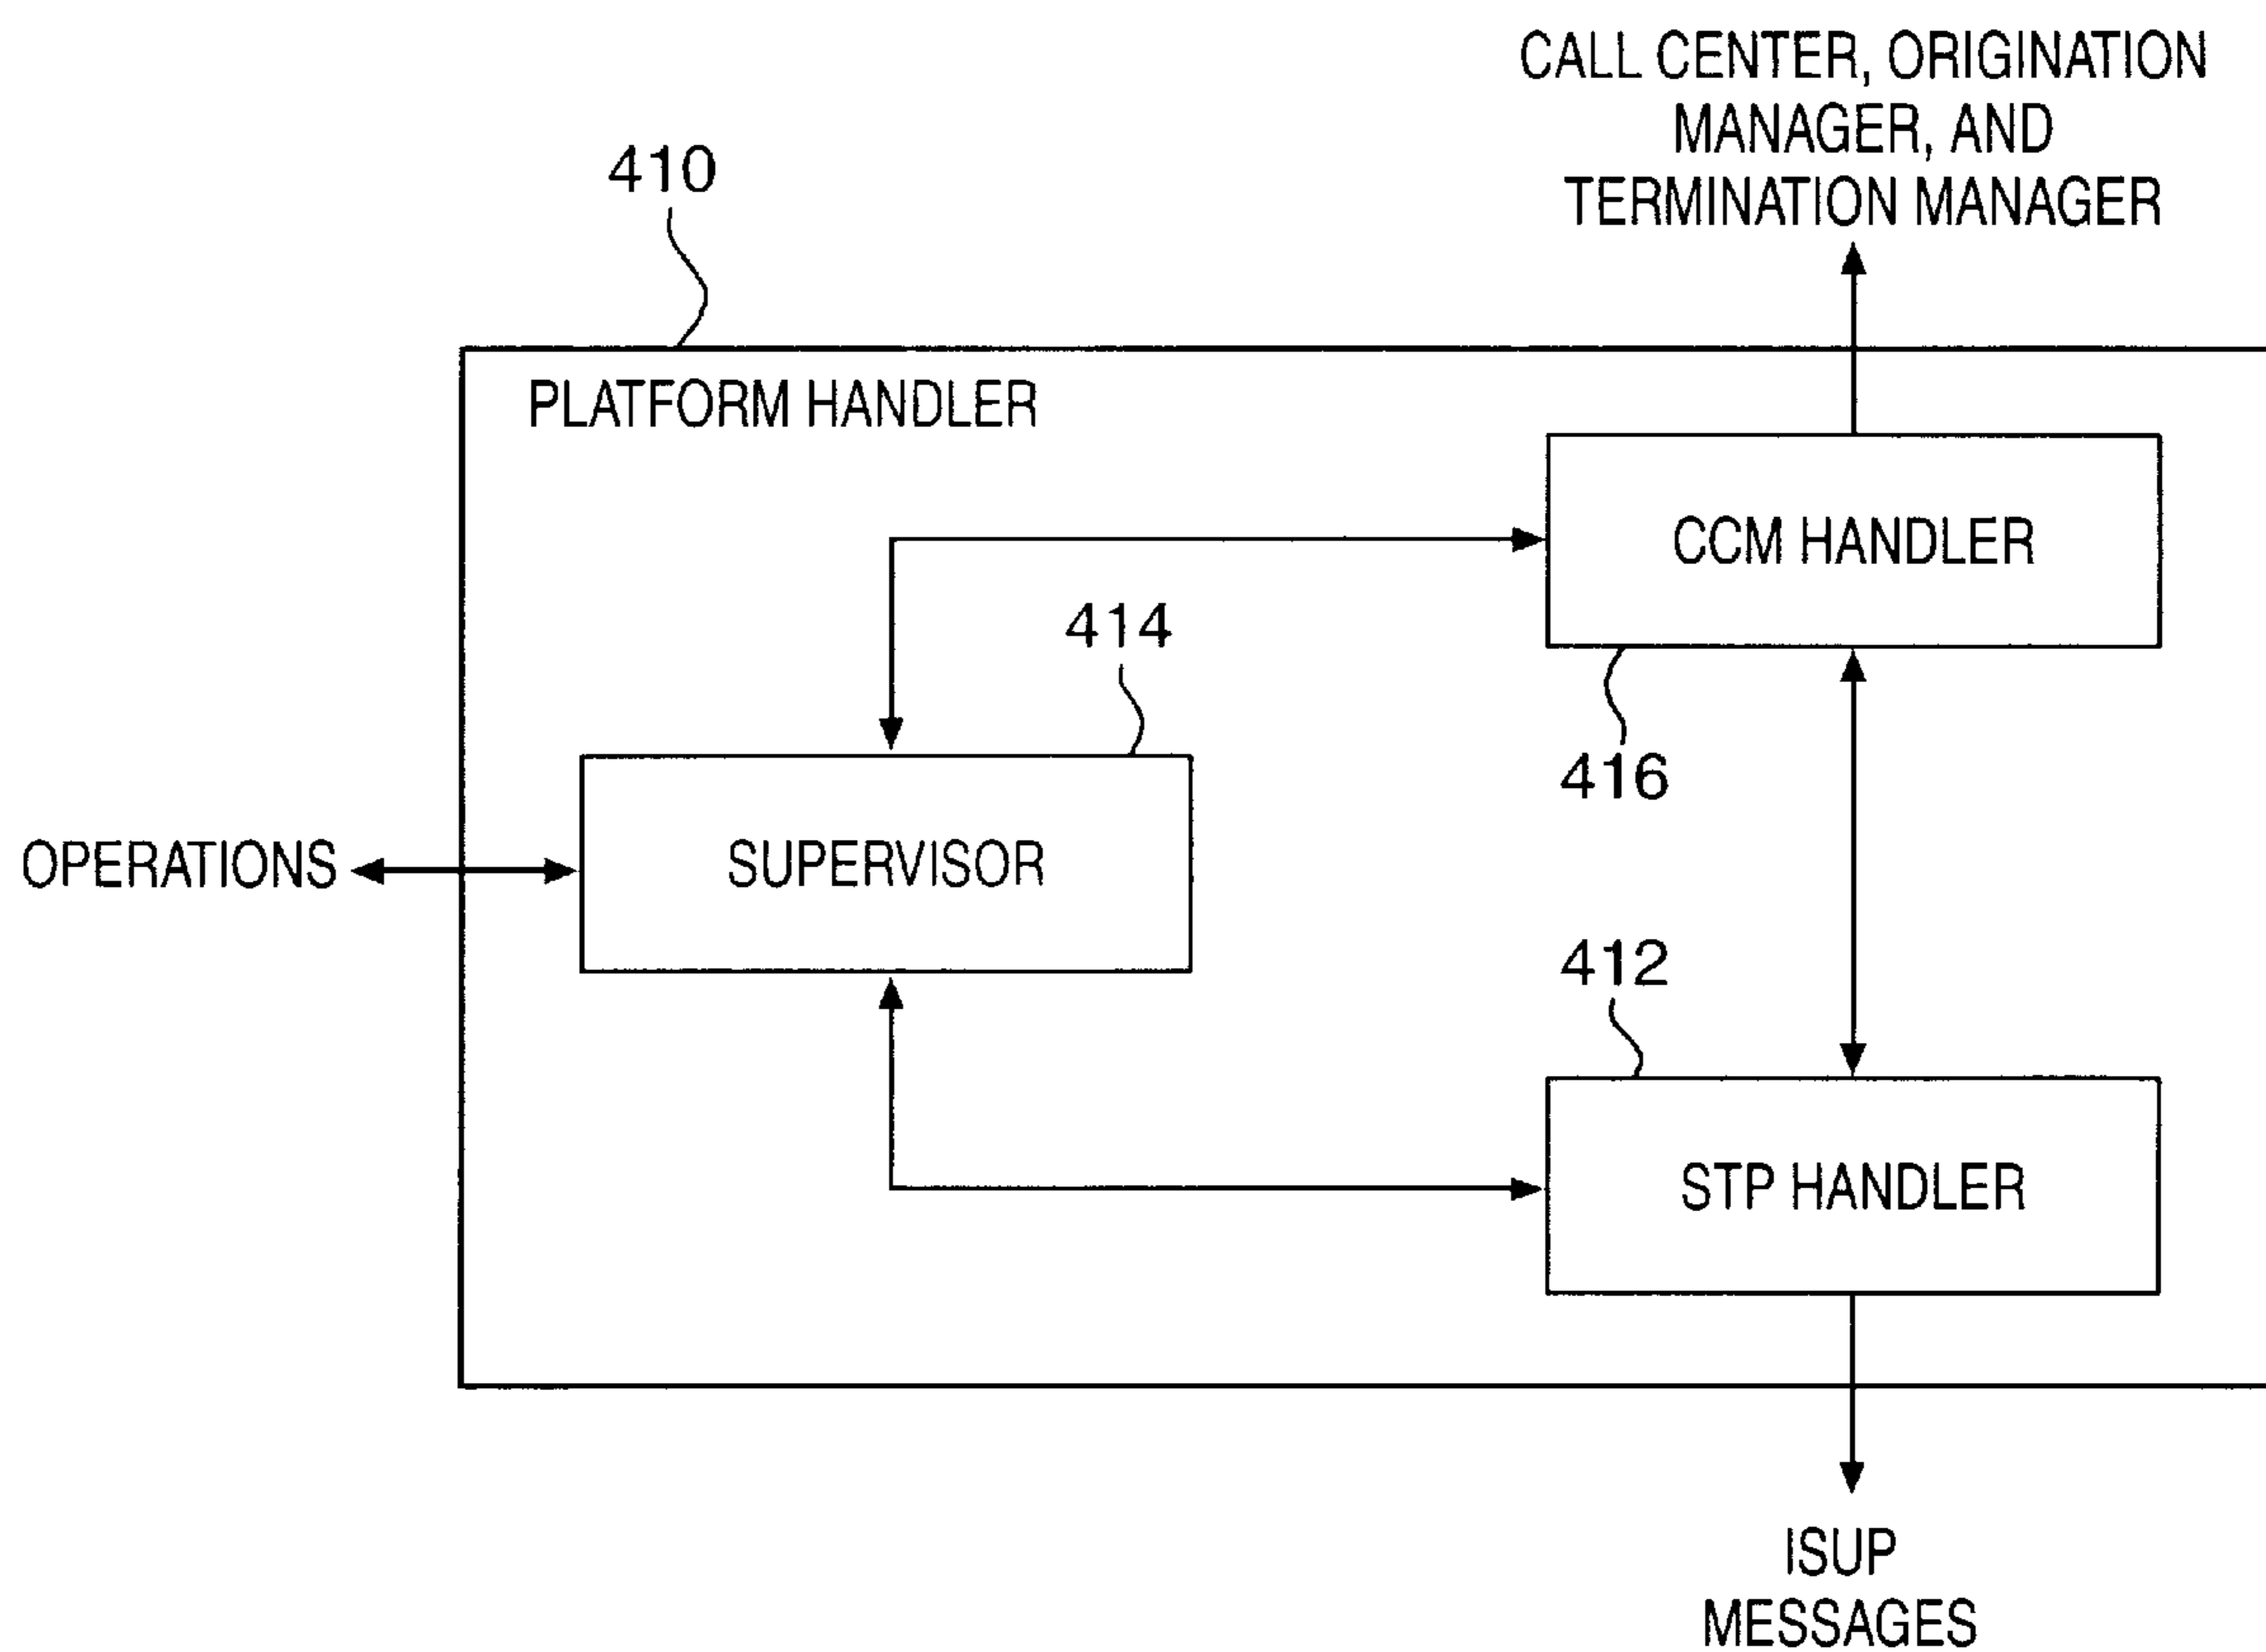 CALL CENTER, ORIGINATION
MANAGER, AND
TERMINATION MANAGER
410
PLATFORM HANDLER
CCM HANDLER
414
416
SUPERVISOR
OPERATIONS
412
STP HANDLER
ISUP
MESSAGES